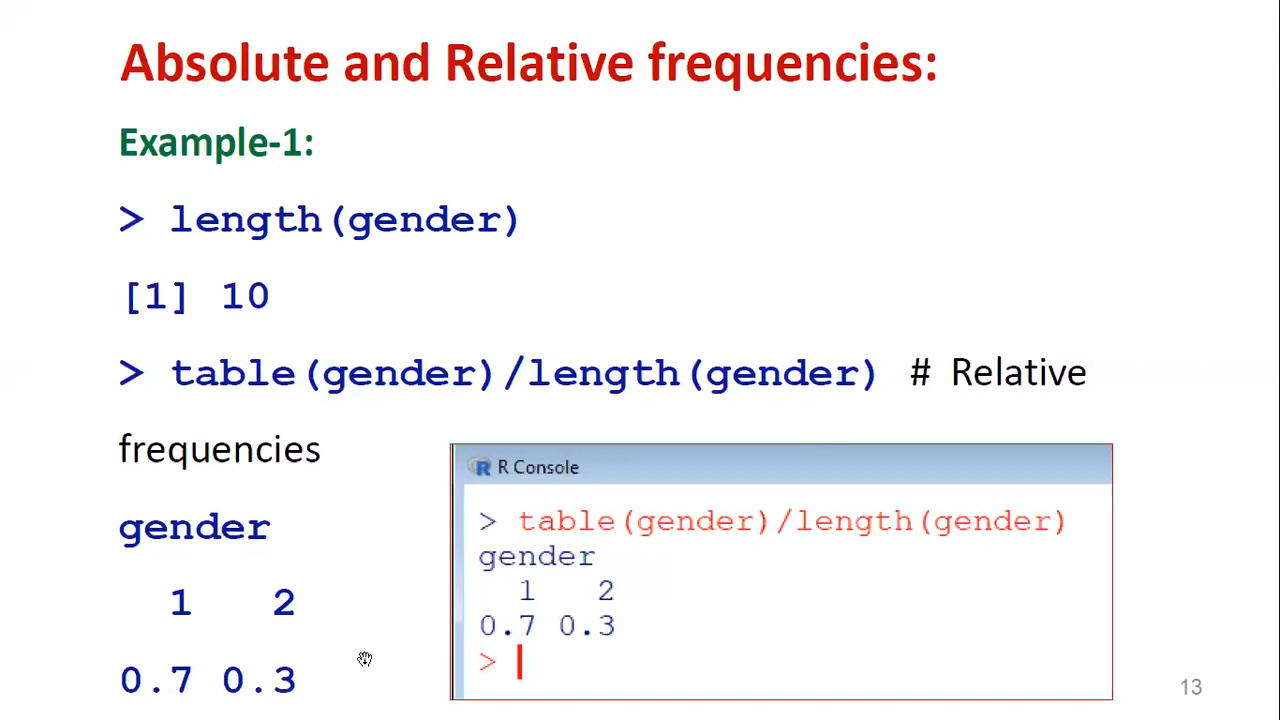 Absolute and Relative frequencies:
Example-1:
> length(gender)
[1] 10
> table(gender)/length(gender) # Relative
frequencies
gender
1 2
0.7 0.3
R R Console
> table(gender)/length(gender)
gender
1 2
0.7 0.3
>
13